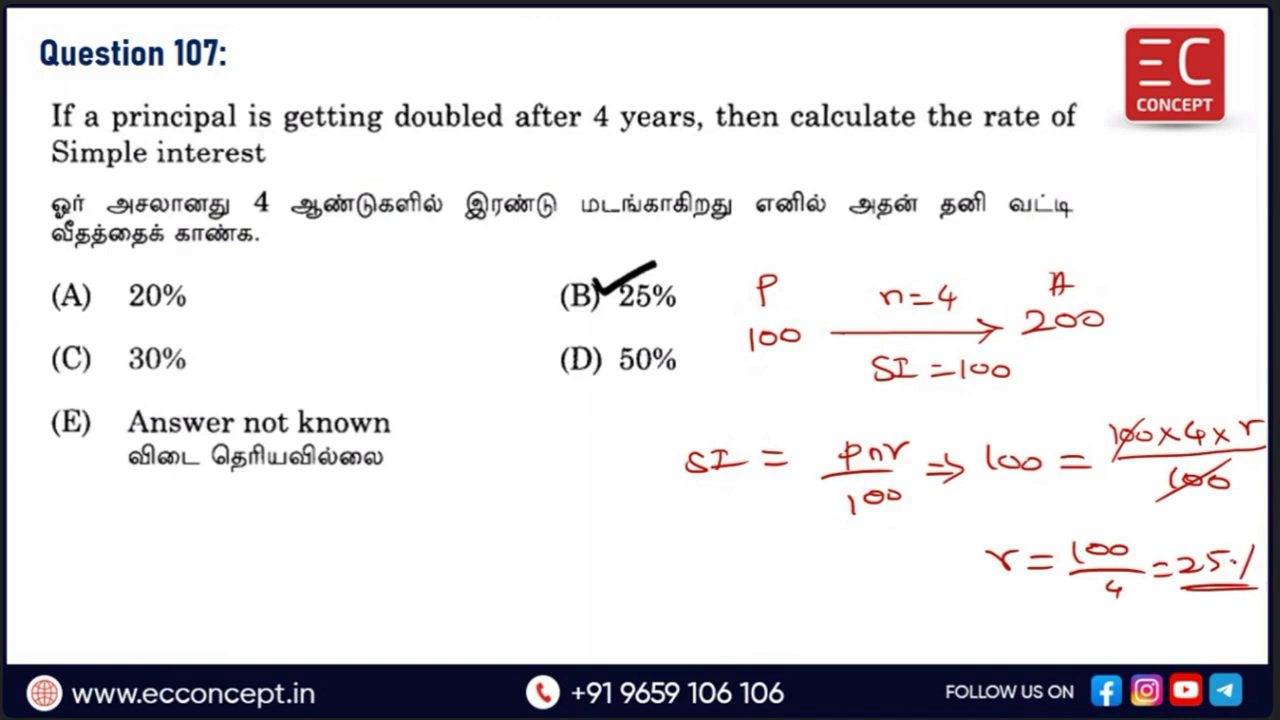 Question 107:
EC
CONCEPT
If a principal is getting doubled after 4 years, then calculate the rate of
Simple interest
ஓர் அசலானது 4 ஆண்டுகளில் இரண்டு மடங்காகிறது எனில் அதன் தனி வட்டி
வீதத்தைக் காண்க.
(A) 20%
(B) 25%
(C) 30%
(D) 50%
(E) Answer not known
விடை தெரியவில்லை
P n=4 A
100 → 200
SI = 100
SI = pnr/100 ⇒ 100 = 100×4×r/100
r = 100/4 = 25%
www.ecconcept.in
+91 9659 106 106
FOLLOW US ON